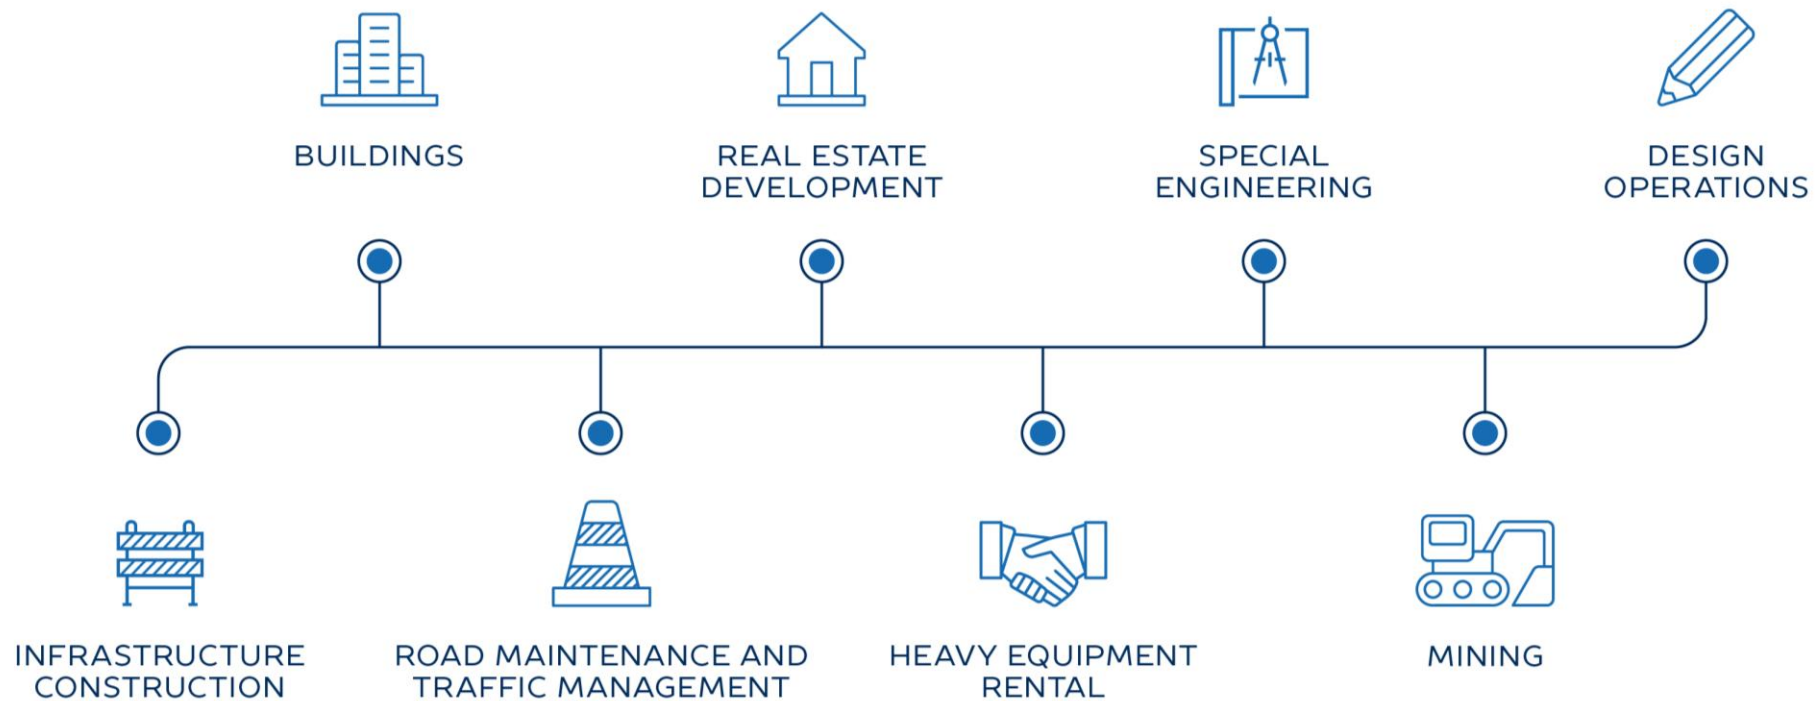 BUILDINGS
REAL ESTATE
DEVELOPMENT
SPECIAL
ENGINEERING
DESIGN
OPERATIONS
INFRASTRUCTURE
CONSTRUCTION
ROAD MAINTENANCE AND
TRAFFIC MANAGEMENT
HEAVY EQUIPMENT
RENTAL
MINING